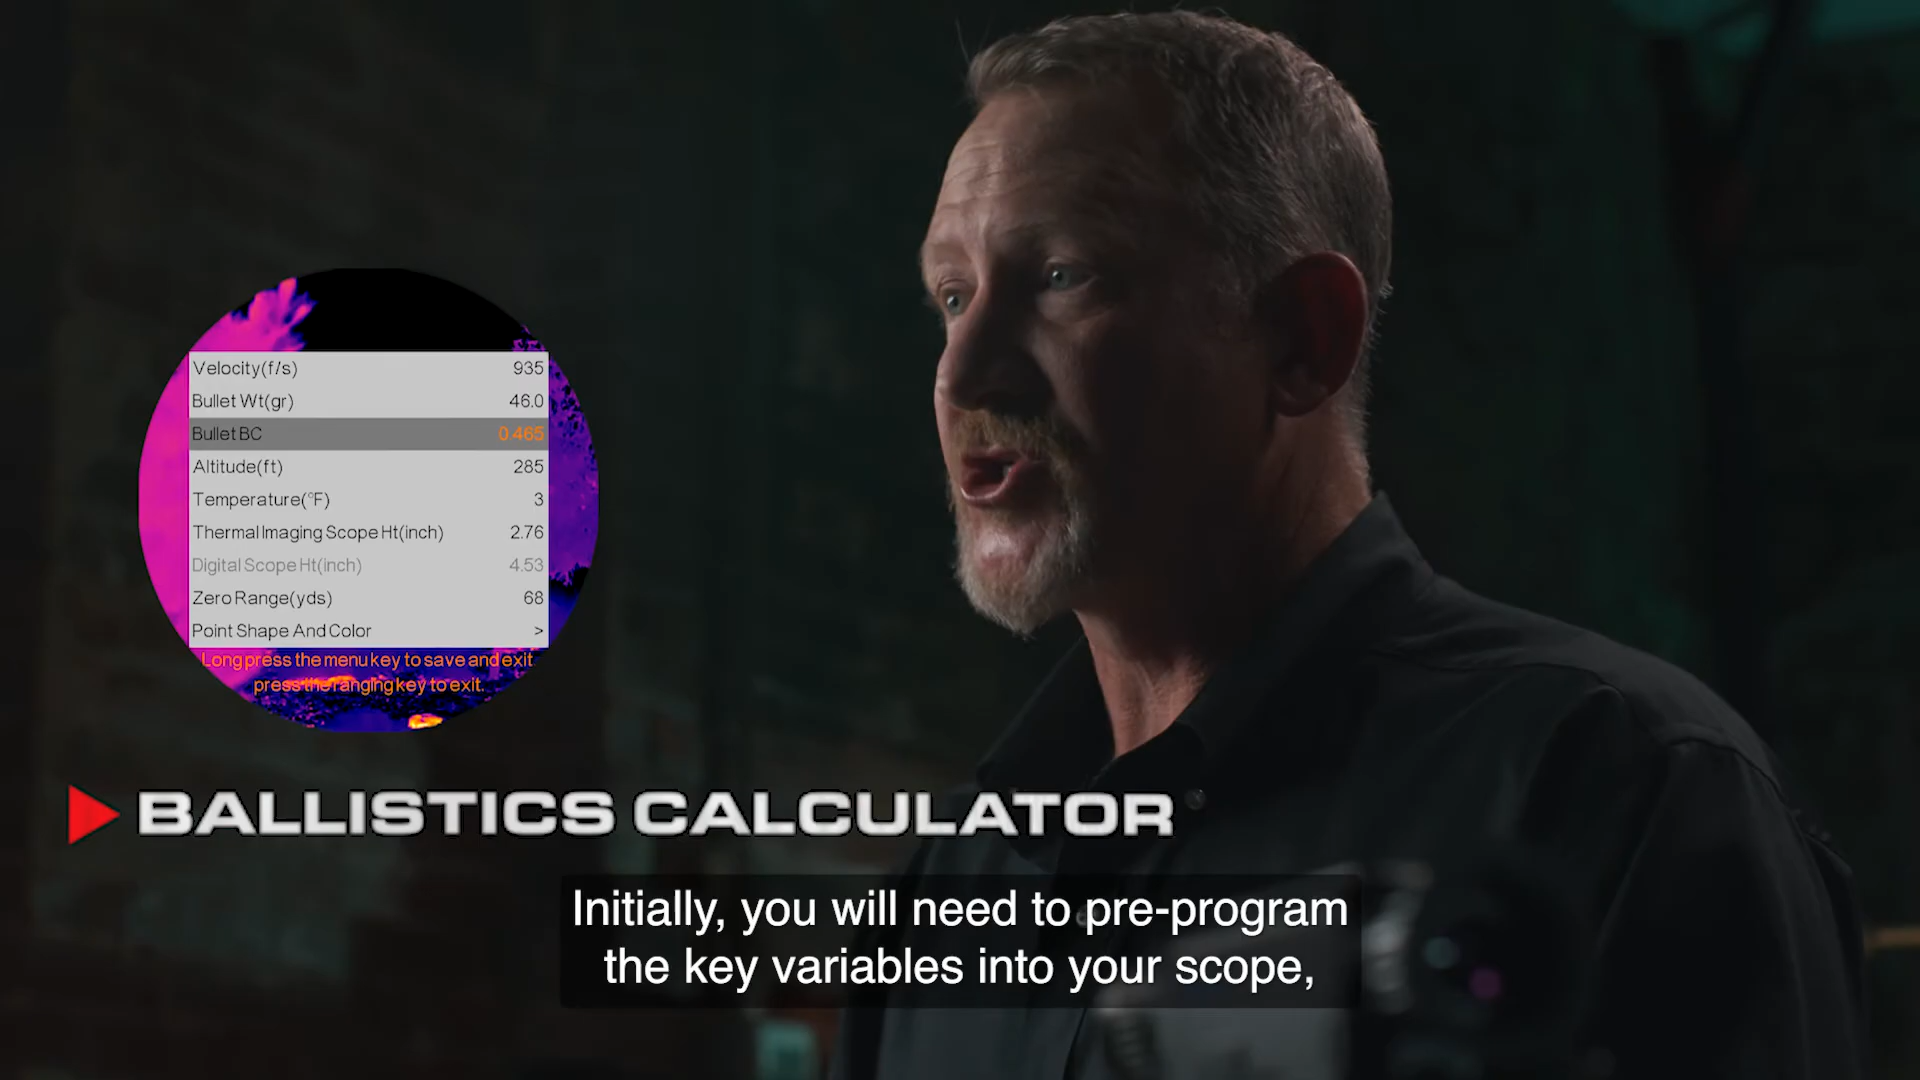 Velocity(f/s) 935
Bullet Wt(gr) 46.0
Bullet BC 0.465
Altitude(ft) 285
Temperature(°F) 3
Thermal Imaging Scope Ht(inch) 2.76
Digital Scope Ht(inch) 4.53
Zero Range(yds) 68
Point Shape And Color >
Long press the menu key to save and exit.
press the ranging key to exit.
BALLISTICS CALCULATOR
Initially, you will need to pre-program
the key variables into your scope,